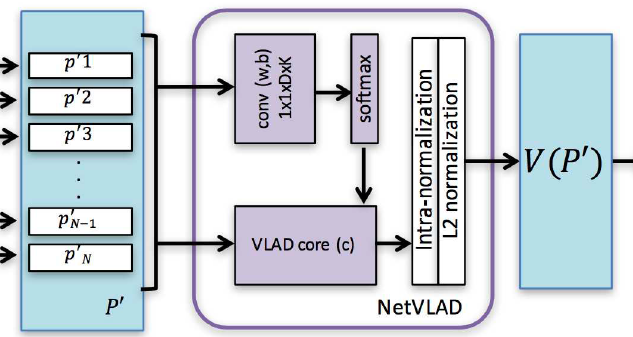 p′1
p′2
p′3
.
.
.
p′N−1
p′N
P′
conv (w,b)
1x1xDxK
softmax
VLAD core (c)
Intra-normalization
L2 normalization
NetVLAD
V(P′)